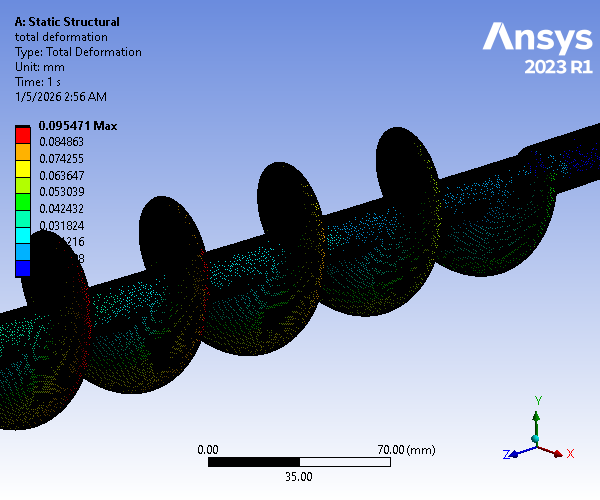 A: Static Structural
total deformation
Type: Total Deformation
Unit: mm
Time: 1 s
1/5/2026 2:56 AM
Ansys
2023 R1
0.095471 Max
0.084863
0.074255
0.063647
0.053039
0.042432
0.031824
0.00
70.00 (mm)
35.00
Y
Z
X